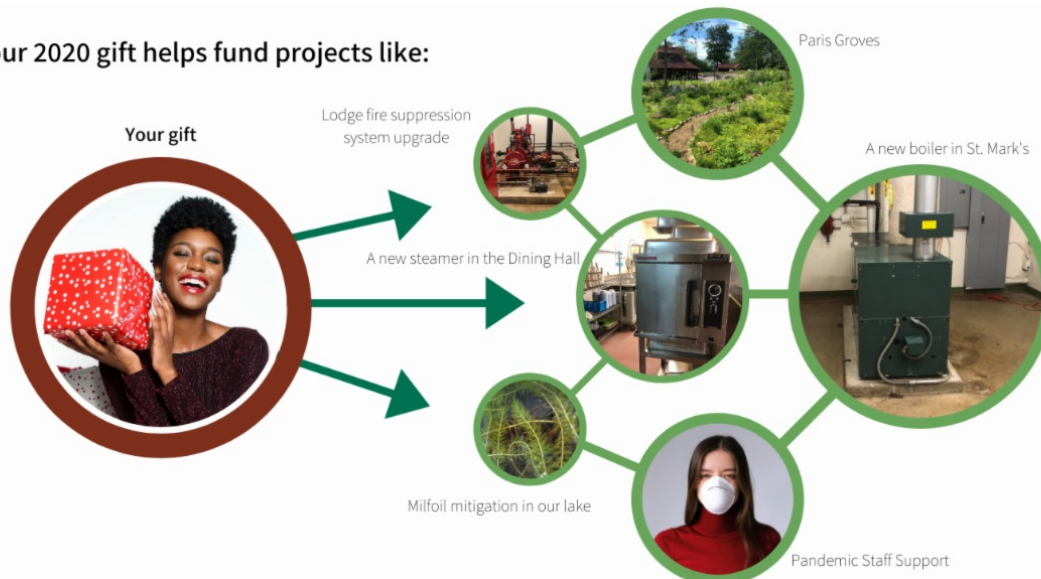 our 2020 gift helps fund projects like:
Paris Groves
Lodge fire suppression
system upgrade
Your gift
A new boiler in St. Mark's
A new steamer in the Dining Hall
Milfoil mitigation in our lake
Pandemic Staff Support